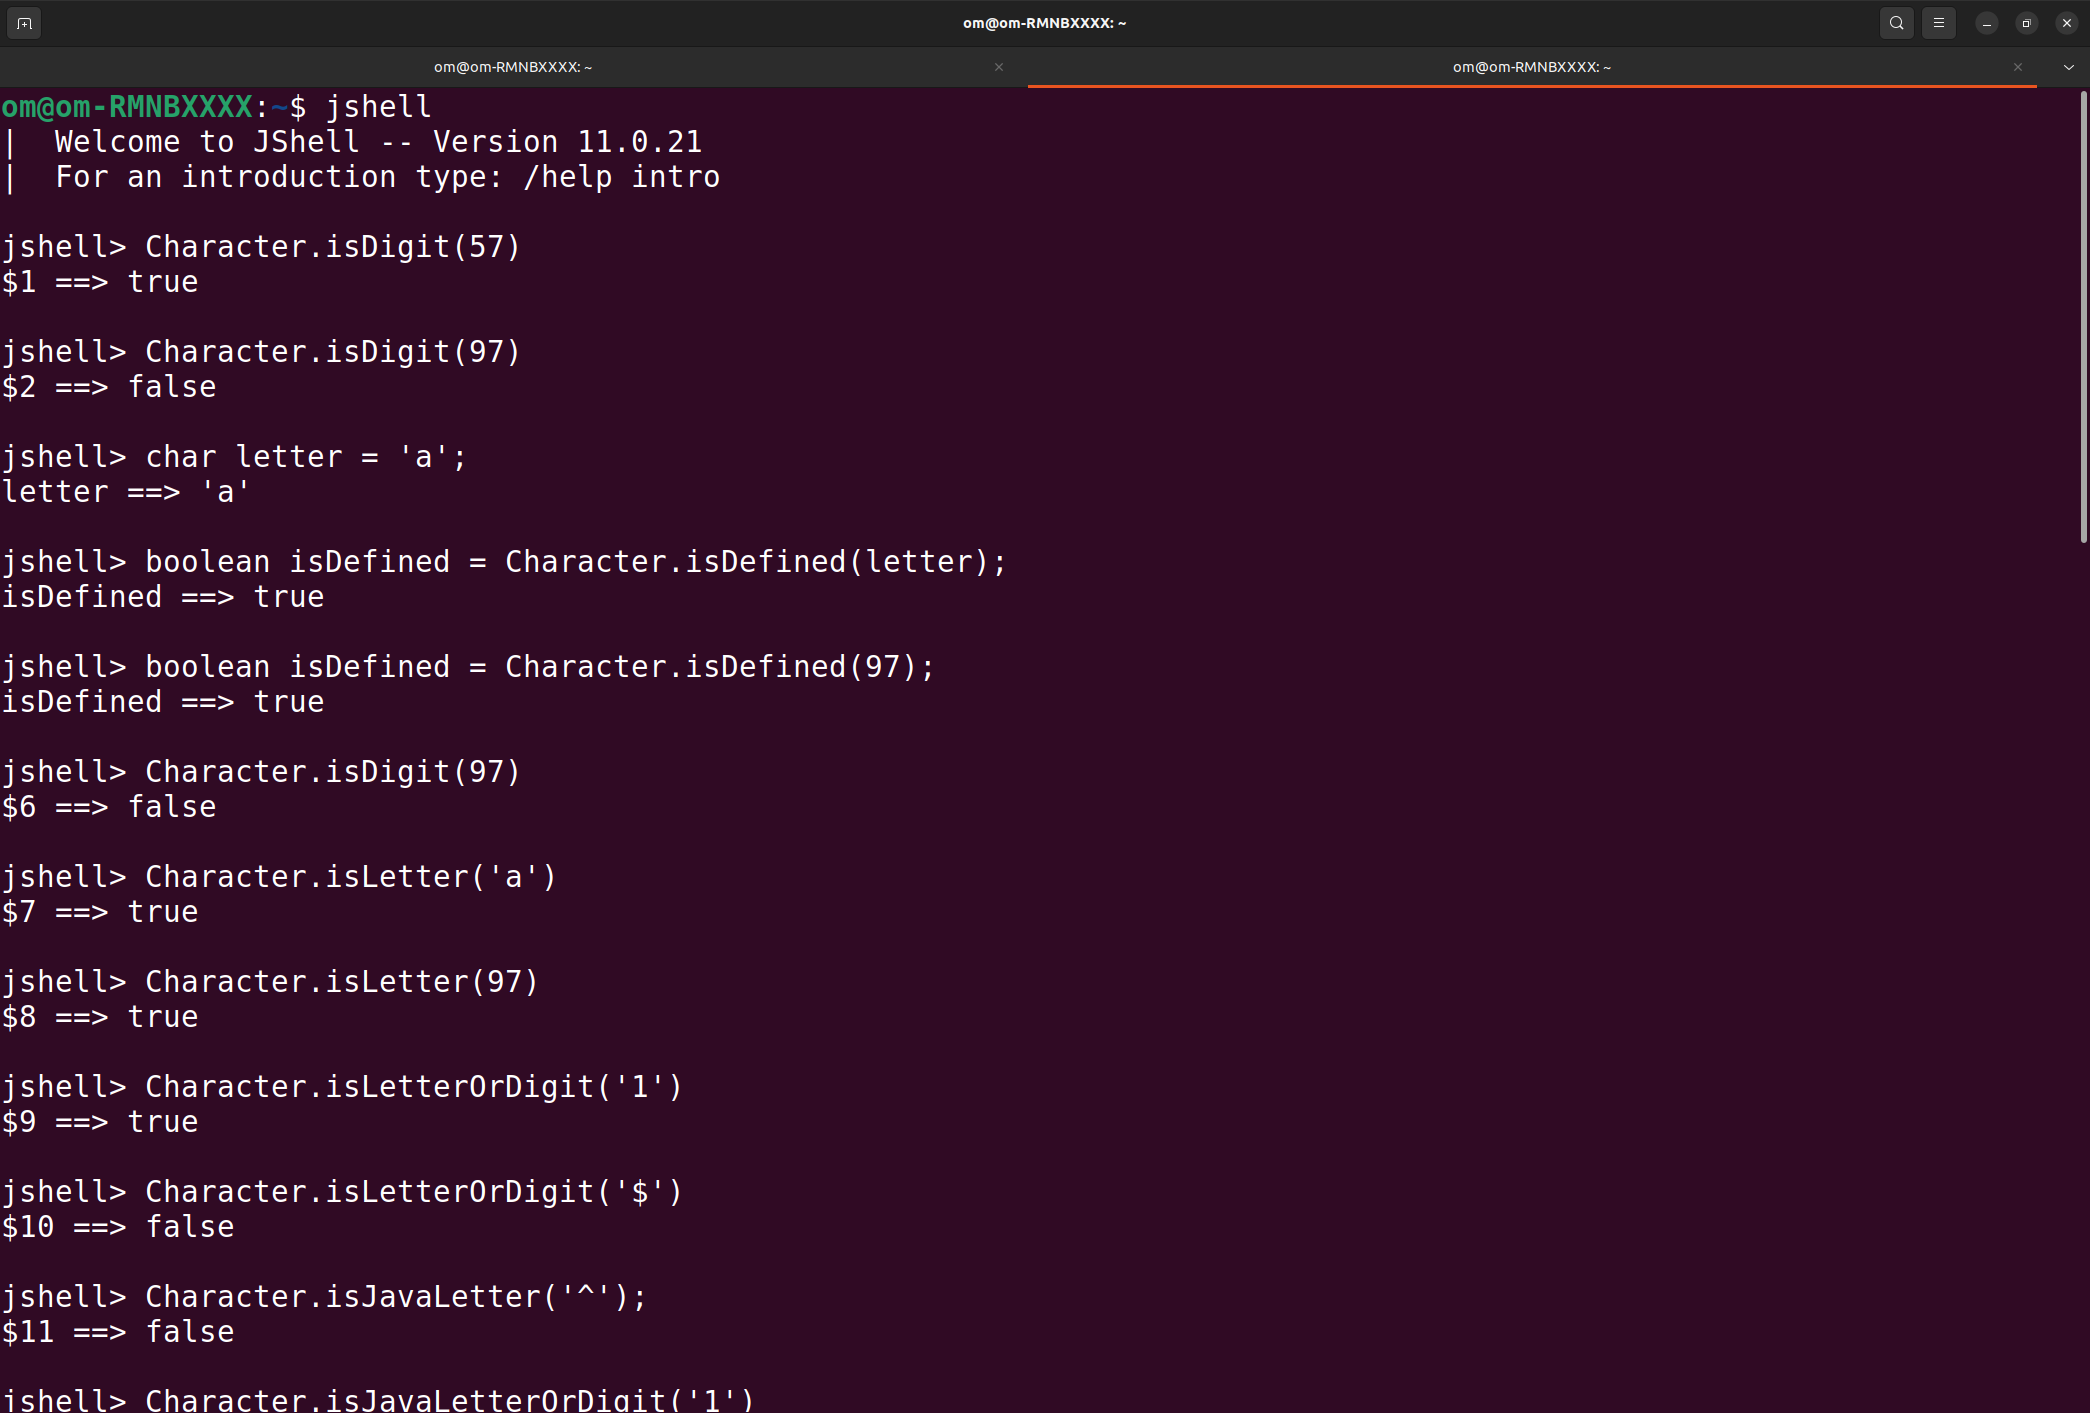 om@om-RMNBXXXX: ~
om@om-RMNBXXXX: ~
om@om-RMNBXXXX: ~
om@om-RMNBXXXX:~$ jshell
|  Welcome to JShell -- Version 11.0.21
|  For an introduction type: /help intro
jshell> Character.isDigit(57)
$1 ==> true
jshell> Character.isDigit(97)
$2 ==> false
jshell> char letter = 'a';
letter ==> 'a'
jshell> boolean isDefined = Character.isDefined(letter);
isDefined ==> true
jshell> boolean isDefined = Character.isDefined(97);
isDefined ==> true
jshell> Character.isDigit(97)
$6 ==> false
jshell> Character.isLetter('a')
$7 ==> true
jshell> Character.isLetter(97)
$8 ==> true
jshell> Character.isLetterOrDigit('1')
$9 ==> true
jshell> Character.isLetterOrDigit('$')
$10 ==> false
jshell> Character.isJavaLetter('^');
$11 ==> false
jshell> Character.isJavaLetterOrDigit('1')